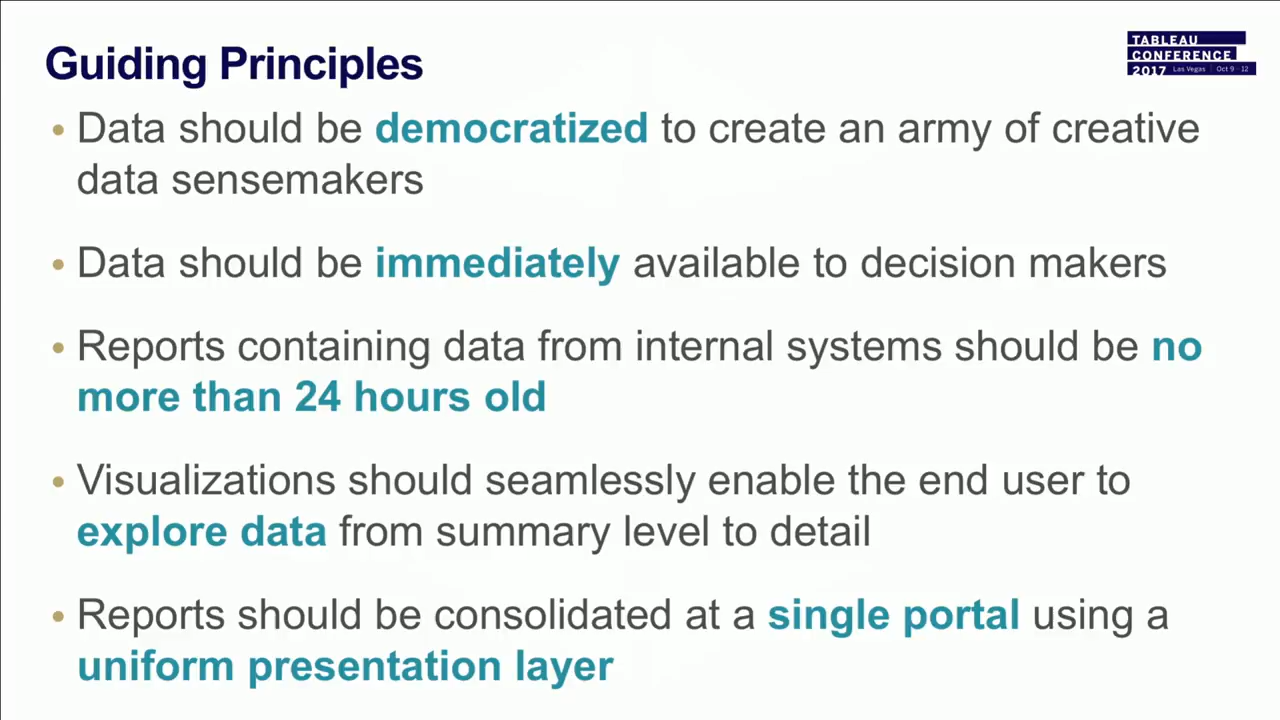 Guiding Principles
TABLEAU
CONFERENCE
2017 Las Vegas | Oct 9 - 12
• Data should be democratized to create an army of creative
data sensemakers
• Data should be immediately available to decision makers
• Reports containing data from internal systems should be no
more than 24 hours old
• Visualizations should seamlessly enable the end user to
explore data from summary level to detail
• Reports should be consolidated at a single portal using a
uniform presentation layer